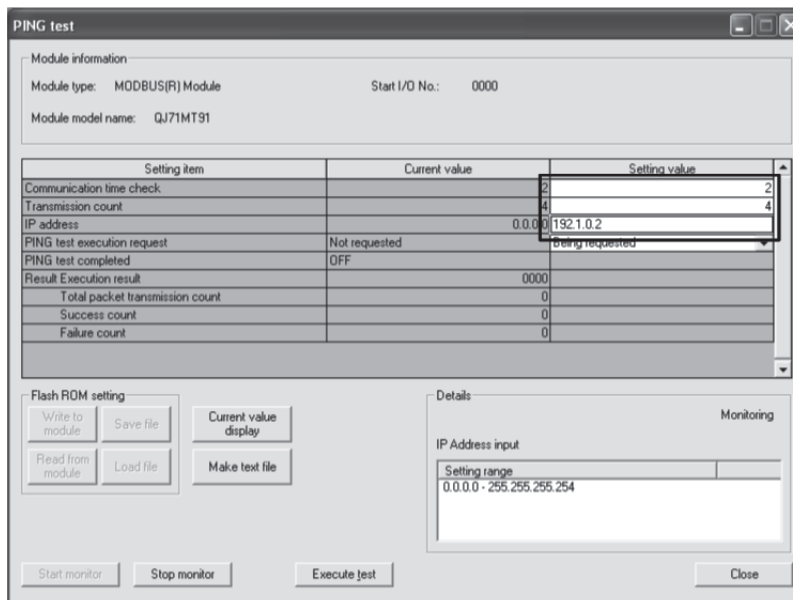 PING test
Module information
Module type: MODBUS(R) Module Start I/O No.: 0000
Module model name: QJ71MT91
Setting item Current value Setting value
Communication time check 2 2
Transmission count 4 4
IP address 0.0.0.0 192.1.0.2
PING test execution request Not requested Being requested
PING test completed OFF
Result Execution result 0000
Total packet transmission count 0
Success count 0
Failure count 0
Flash ROM setting
Write to
module
Save file
Current value
display
Read from
module
Load file
Make text file
Details
Monitoring
IP Address input
Setting range
0.0.0.0 - 255.255.255.254
Start monitor Stop monitor Execute test Close